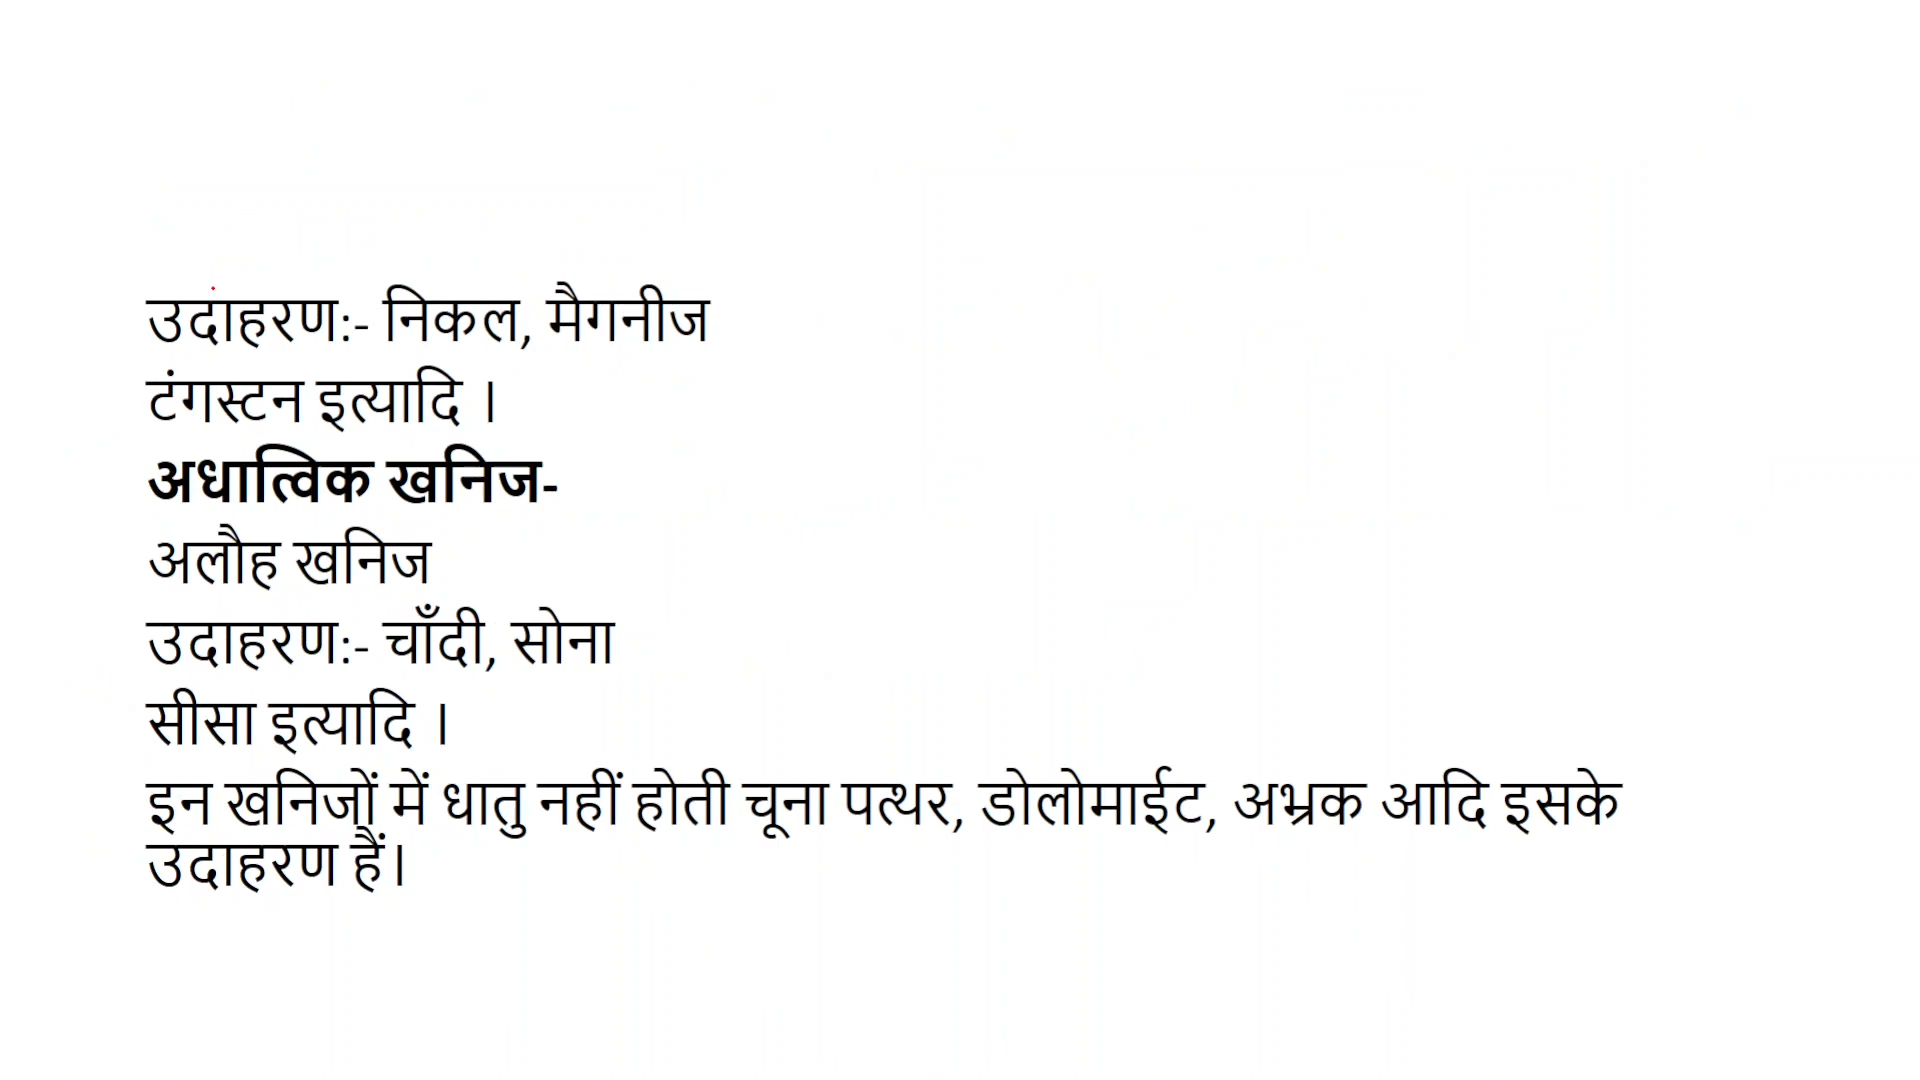 उदाहरण:- निकल, मैगनीज
टंगस्टन इत्यादि ।
अधात्विक खनिज-
अलौह खनिज
उदाहरण:- चाँदी, सोना
सीसा इत्यादि ।
इन खनिजों में धातु नहीं होती चूना पत्थर, डोलोमाईट, अभ्रक आदि इसके
उदाहरण हैं।